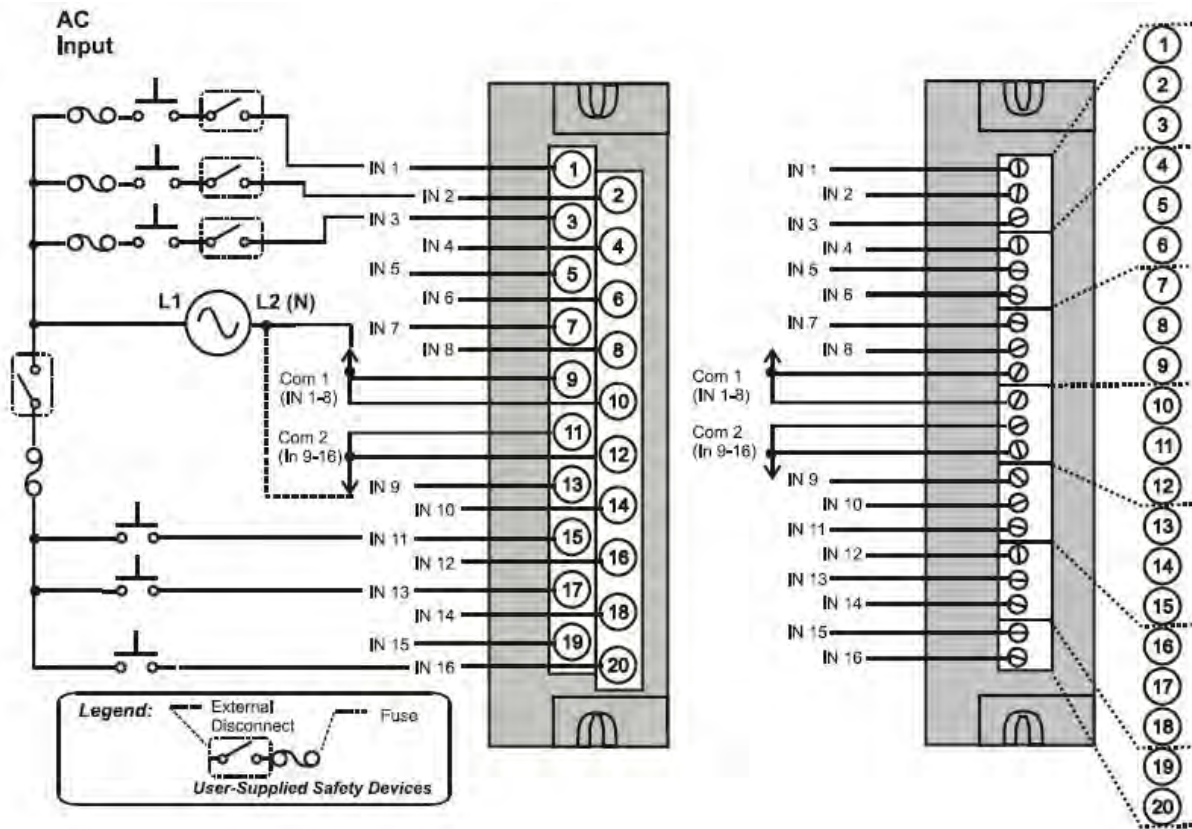 AC
Input
L1
L2 (N)
IN 1
IN 2
IN 3
IN 4
IN 5
IN 6
IN 7
IN 8
Com 1
(IN 1-8)
Com 2
(In 9-16)
IN 9
IN 10
IN 11
IN 12
IN 13
IN 14
IN 15
IN 16
1
2
3
4
5
6
7
8
9
10
11
12
13
14
15
16
17
18
19
20
Legend:
External
Disconnect
Fuse
User-Supplied Safety Devices
IN 1
IN 2
IN 3
IN 4
IN 5
IN 6
IN 7
IN 8
Com 1
(IN 1-8)
Com 2
(In 9-16)
IN 9
IN 10
IN 11
IN 12
IN 13
IN 14
IN 15
IN 16
1
2
3
4
5
6
7
8
9
10
11
12
13
14
15
16
17
18
19
20